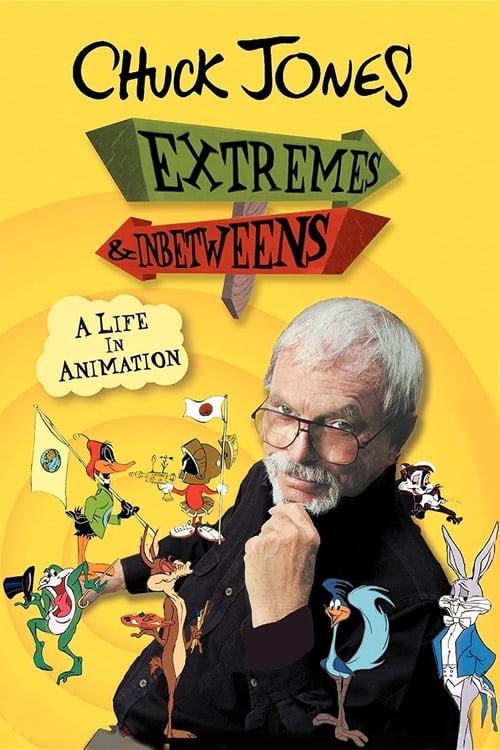 CHUCK JONES
EXTREMES
& INBETWEENS
A LIFE
IN
ANIMATION